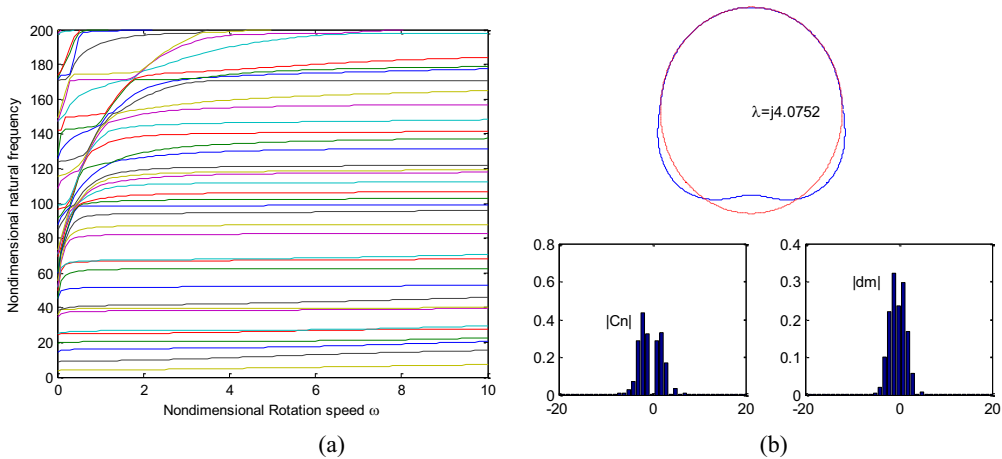 200
180
160
140
120
100
80
60
40
20
0
Nondimensional natural frequency
0 2 4 6 8 10
Nondimensional Rotation speed ω
(a)
λ=j4.0752
0.8
0.6
0.4
0.2
0
|Cn|
-20 0 20
0.4
0.3
0.2
0.1
0
|dm|
-20 0 20
(b)